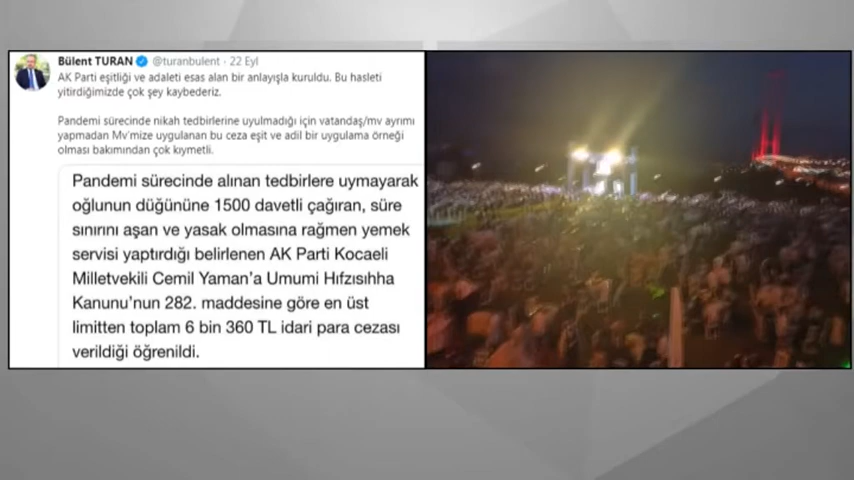 Bülent TURAN @turanbulent · 22 Eyl
AK Parti eşitliği ve adaleti esas alan bir anlayışla kuruldu. Bu hasleti
yitirdiğimizde çok şey kaybederiz.
Pandemi sürecinde nikah tedbirlerine uyulmadığı için vatandaş/mv ayrımı
yapmadan Mv'mize uygulanan bu ceza eşit ve adil bir uygulama örneği
olması bakımından çok kıymetli.
Pandemi sürecinde alınan tedbirlere uymayarak
oğlunun düğününe 1500 davetli çağıran, süre
sınırını aşan ve yasak olmasına rağmen yemek
servisi yaptırdığı belirlenen AK Parti Kocaeli
Milletvekili Cemil Yaman'a Umumi Hıfzısıhha
Kanunu'nun 282. maddesine göre en üst
limitten toplam 6 bin 360 TL idari para cezası
verildiği öğrenildi.